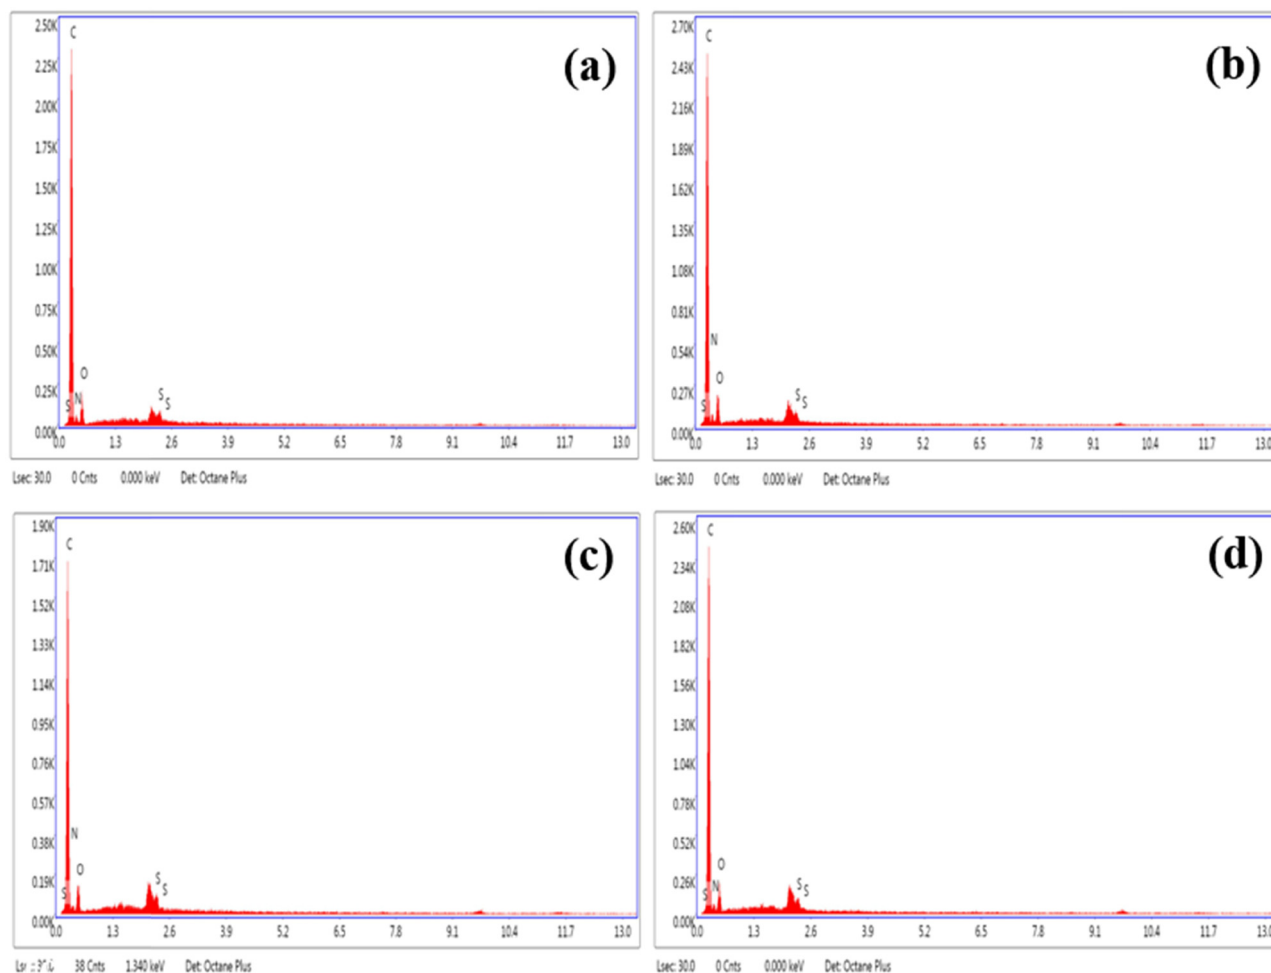 2.50K
C
(a)
2.25K
2.00K
1.75K
1.50K
1.25K
1.00K
0.75K
0.50K
O
0.25K
S N S S
0.00K
0.0 1.3 2.6 3.9 5.2 6.5 7.8 9.1 10.4 11.7 13.0
Lsec: 30.0 0 Cnts 0.000 keV Det: Octane Plus
2.70K
C
(b)
2.43K
2.16K
1.89K
1.62K
1.35K
1.08K
0.81K
N
0.54K
O
0.27K
S S S
0.00K
0.0 1.3 2.6 3.9 5.2 6.5 7.8 9.1 10.4 11.7 13.0
Lsec: 30.0 0 Cnts 0.000 keV Det: Octane Plus
1.90K
C
(c)
1.71K
1.52K
1.33K
1.14K
0.95K
0.76K
0.57K
N
0.38K
O
0.19K
S S S
0.00K
0.0 1.3 2.6 3.9 5.2 6.5 7.8 9.1 10.4 11.7 13.0
38 Cnts 1.340 keV Det: Octane Plus
2.60K
C
(d)
2.34K
2.08K
1.82K
1.56K
1.30K
1.04K
0.78K
0.52K
O
0.26K
S N S S
0.00K
0.0 1.3 2.6 3.9 5.2 6.5 7.8 9.1 10.4 11.7 13.0
Lsec: 30.0 0 Cnts 0.000 keV Det: Octane Plus